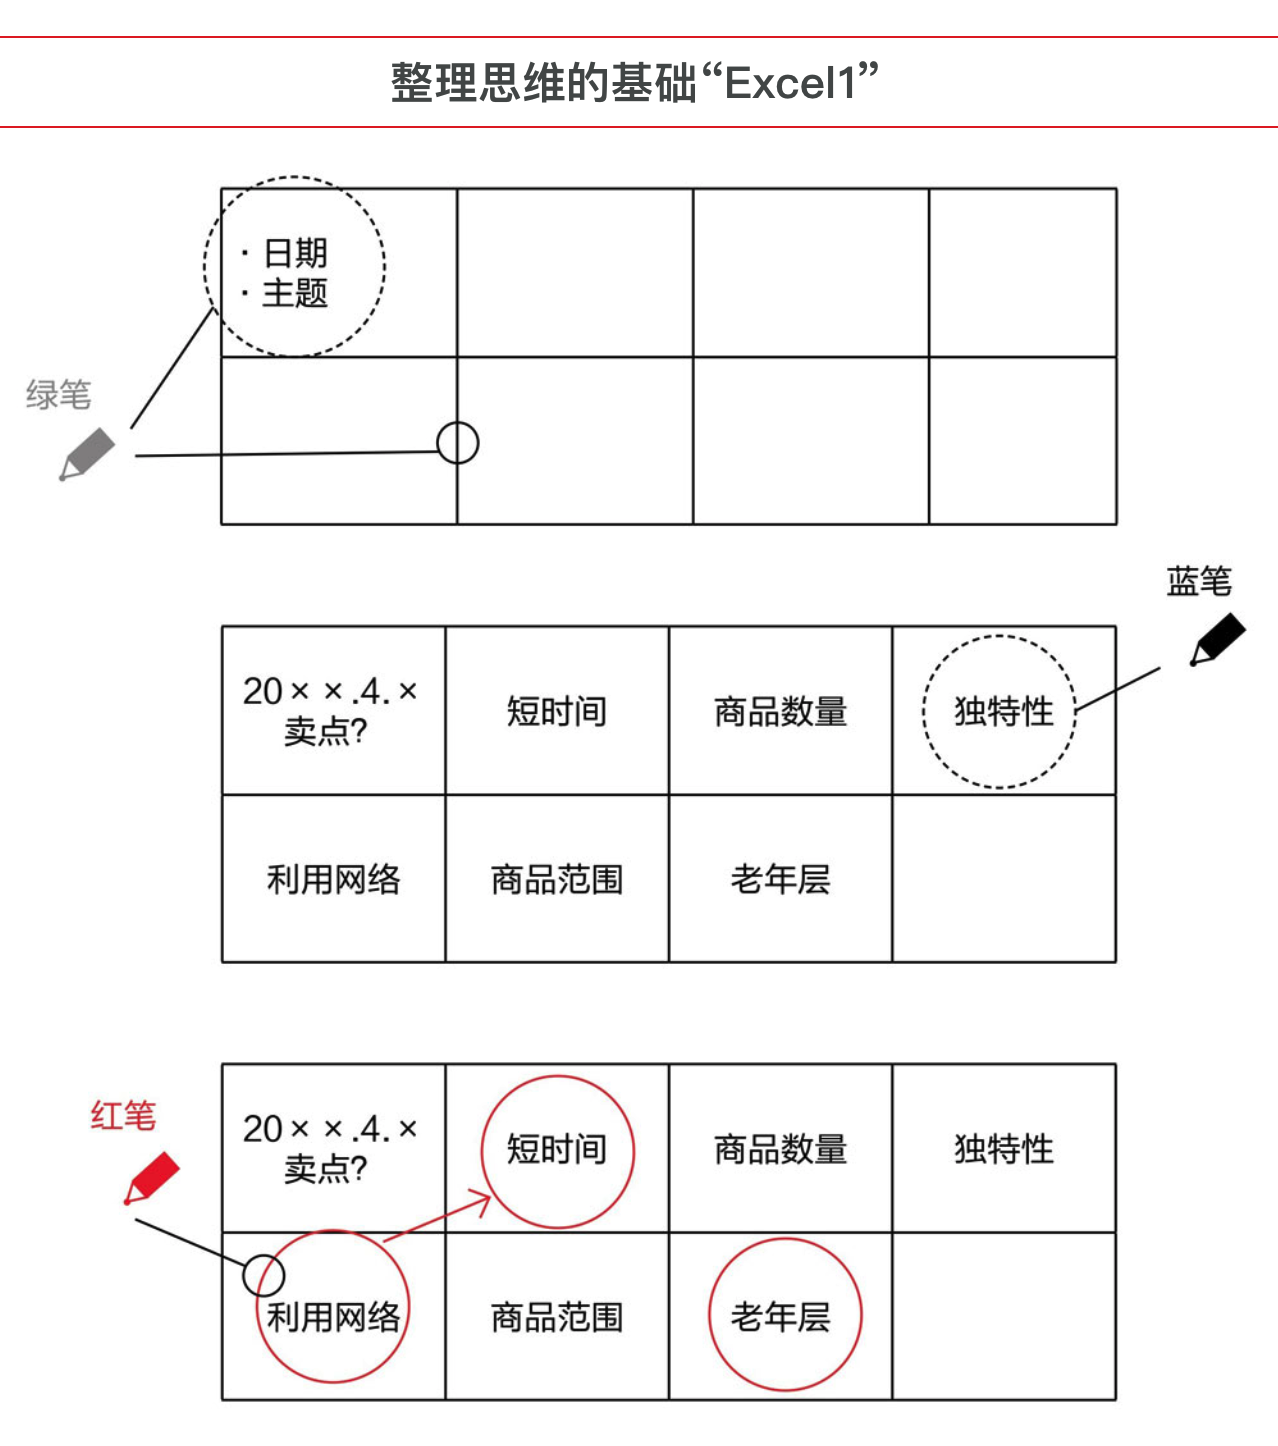 整理思维的基础“Excel1”
·日期
·主题
绿笔
蓝笔
20××.4.×
卖点?
短时间
商品数量
独特性
利用网络
商品范围
老年层
红笔
20××.4.×
卖点?
短时间
商品数量
独特性
利用网络
商品范围
老年层